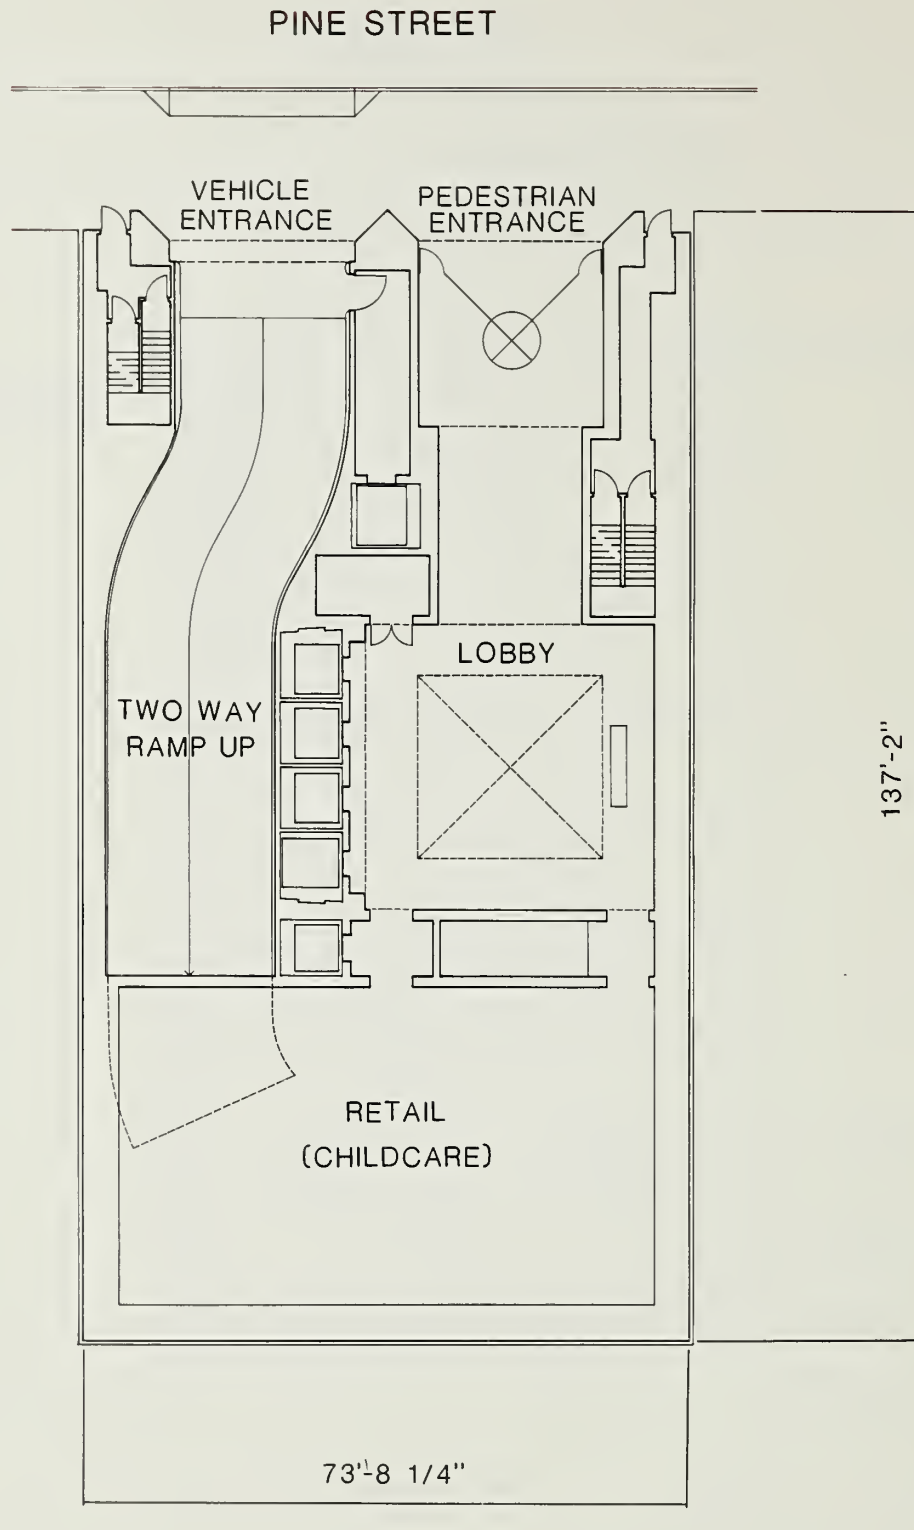 PINE STREET
VEHICLE
ENTRANCE
PEDESTRIAN
ENTRANCE
LOBBY
TWO WAY
RAMP UP
137'-2"
RETAIL
(CHILDCARE)
73'-8 1/4"